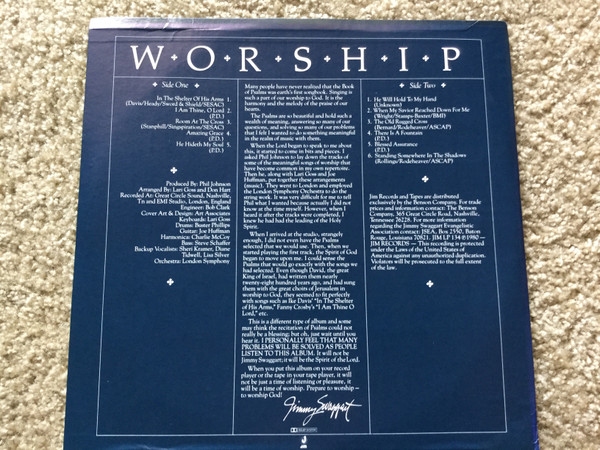 W·O·R·S·H·I·P
Side One
In The Shelter Of His Arms 1.
(Davis/Heady/Sword & Shield/SESAC)
I Am Thine, O Lord 2.
(P.D.)
Room At The Cross 3.
(Stamphill/Singspiration/SESAC)
Amazing Grace 4.
(P.D.)
He Hideth My Soul 5.
(P.D.)
Produced By: Phil Johnson
Arranged By: Lari Goss and Don Hart
Recorded At: Great Circle Sound, Nashville,
Tn and EMI Studio, London, England
Engineer: Bob Clark
Cover Art & Design: Art Associates
Keyboards: Lari Goss
Drums: Buster Phillips
Guitar: Joe Huffman
Harmonica: Charlie McCoy
Bass: Steve Schaffer
Backup Vocalists: Sheri Kramer, Diane
Tidwell, Lisa Silver
Orchestra: London Symphony
Many people have never realized that the Book
of Psalms was earth's first songbook. Singing is
such a part of our worship to God. It is the
harmony and the melody of the praise of our
hearts.
The Psalms are so beautiful and hold such a
wealth of meaning, answering so many of our
questions, and solving so many of our problems
that I felt I wanted to do something meaningful
in the realm of music with them.
When the Lord began to speak to me about
this, it started to come in bits and pieces. I
asked Phil Johnson to lay down the tracks of
some of the meaningful songs of worship that
have become common in my own repertoire.
Then he, along with Lari Goss and Joe
Huffman, put together these arrangements
(music). They went to London and employed
the London Symphony Orchestra to do the
string work. It was very difficult for me to tell
Phil what I wanted because actually I did not
know at the time myself. However, when I
heard it after the tracks were completed, I
knew he had had the leading of the Holy
Spirit.
When I arrived at the studio, strangely
enough, I did not even have the Psalms
selected that we would use. Then, when we
started playing the first track, the Spirit of God
began to move upon me. I could sense the
Psalms that would go exactly with the songs we
had selected. Even though David, the great
King of Israel, had written them nearly
twenty-eight hundred years ago, and had sung
them with the great choirs of Jerusalem in
worship to God, they seemed to fit perfectly
with songs such as Ike Davis' "In The Shelter
of His Arms," Fanny Crosby's "I Am Thine O
Lord," etc.
This is a different type of album and some
may think the recitation of Psalms could not
really be a blessing; but oh, just wait until you
hear it. I PERSONALLY FEEL THAT MANY
PROBLEMS WILL BE SOLVED AS PEOPLE
LISTEN TO THIS ALBUM. It will not be
Jimmy Swaggart; it will be the Spirit of the Lord.
When you put this album on your record
player or the tape in your tape player, it will
not be just a time of listening or pleasure, it
will be a time of worship. Prepare to worship —
to worship God!
Jimmy Swaggart
Side Two
1. He Will Hold To My Hand
(Unknown)
2. When My Savior Reached Down For Me
(Wright/Stamps-Baxter/BMI)
3. The Old Rugged Cross
(Bernard/Rodeheaver/ASCAP)
4. There Is A Fountain
(P.D.)
5. Blessed Assurance
(P.D.)
6. Standing Somewhere In The Shadows
(Rollings/Rodeheaver/ASCAP)
Jim Records and Tapes are distributed
exclusively by the Benson Company. For trade
prices and information contact: The Benson
Company, 365 Great Circle Road, Nashville,
Tennessee 76228. For more information
regarding the Jimmy Swaggart Evangelistic
Association contact: JSEA, Box 2550, Baton
Rouge, Louisiana 70821. JIM LP 134 ℗1980 —
JIM RECORDS — This recording is protected
under the Laws of the United States of
America against any unauthorized duplication.
Violators will be prosecuted to the full extent
of the law.